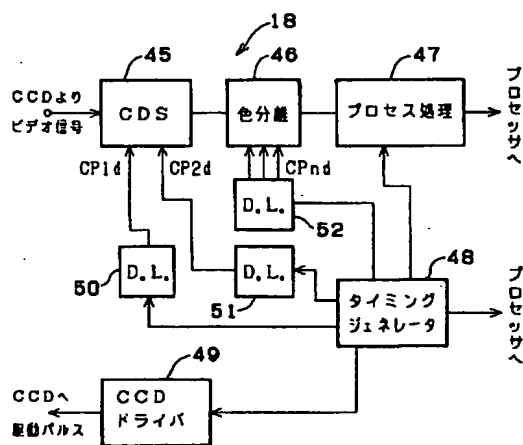 18
45
46
47
CCDより
ビデオ信号
CDS
色分離
プロセス処理
プロセッサへ
CP1d
CP2d
CPnd
D.L.
52
48
50
D.L.
D.L.
51
タイミング
ジェネレータ
プロセッサへ
49
CCDへ
駆動パルス
CCD
ドライバ